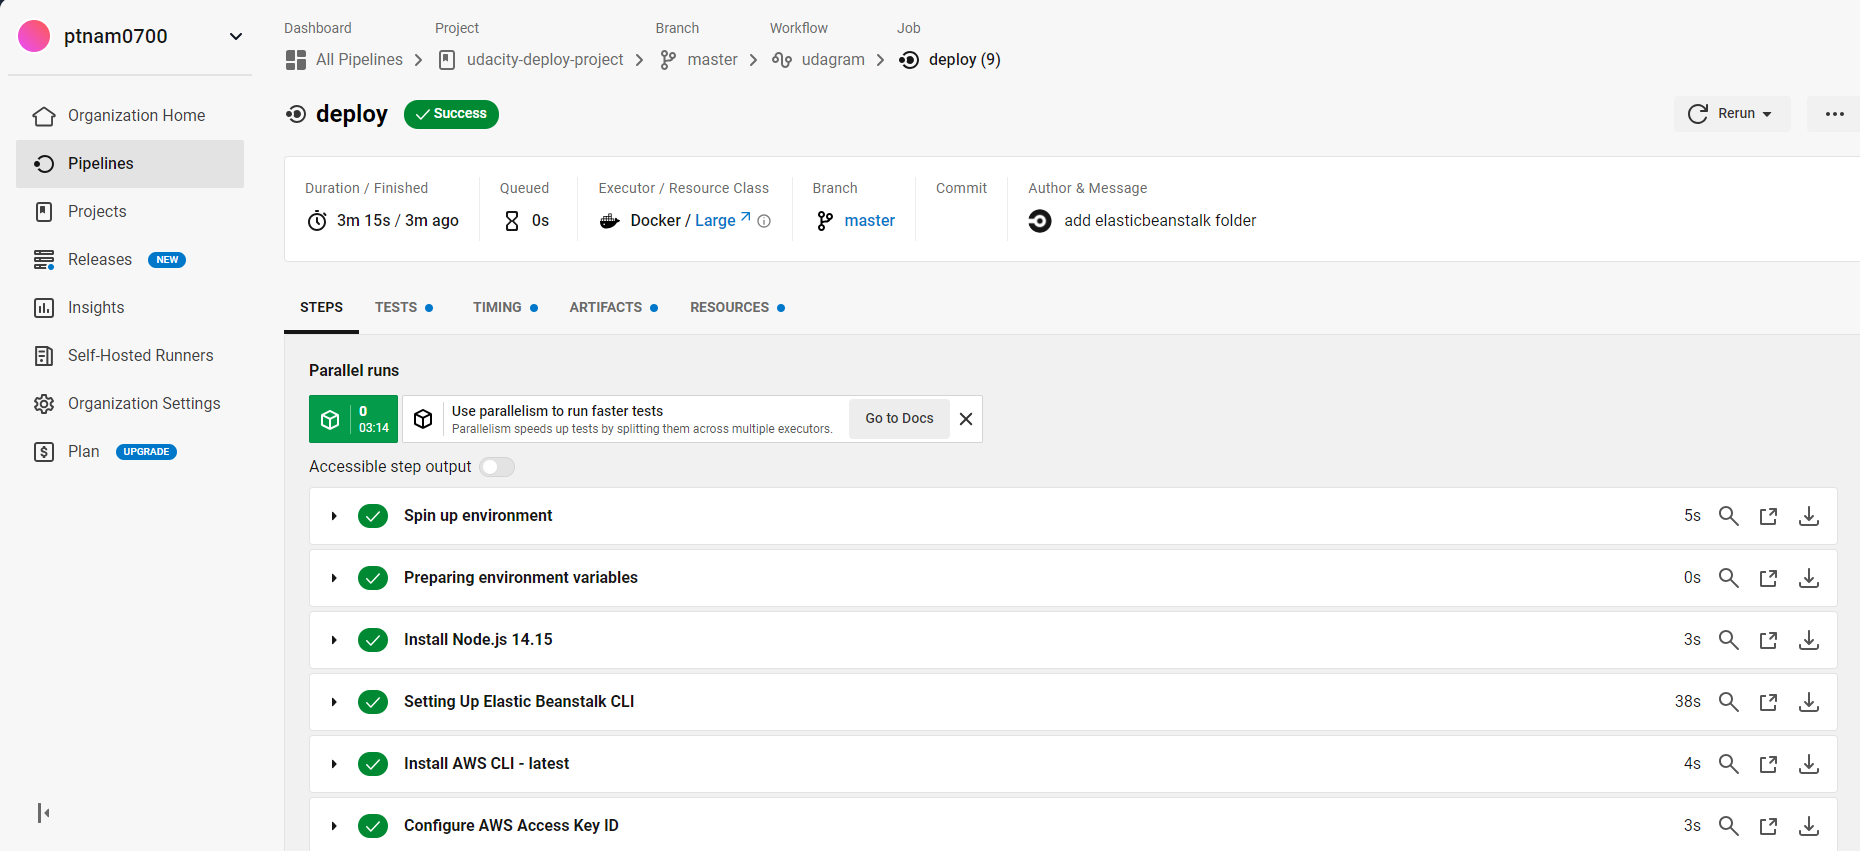 ptnam0700
Organization Home
Pipelines
Projects
Releases NEW
Insights
Self-Hosted Runners
Organization Settings
Plan UPGRADE
Dashboard Project Branch Workflow Job
All Pipelines udacity-deploy-project master udagram deploy (9)
deploy Success
Rerun
Duration / Finished Queued Executor / Resource Class Branch Commit Author & Message
3m 15s / 3m ago 0s Docker / Large master add elasticbeanstalk folder
STEPS TESTS TIMING ARTIFACTS RESOURCES
Parallel runs
0
03:14
Use parallelism to run faster tests
Parallelism speeds up tests by splitting them across multiple executors.
Go to Docs
Accessible step output
Spin up environment 5s
Preparing environment variables 0s
Install Node.js 14.15 3s
Setting Up Elastic Beanstalk CLI 38s
Install AWS CLI - latest 4s
Configure AWS Access Key ID 3s